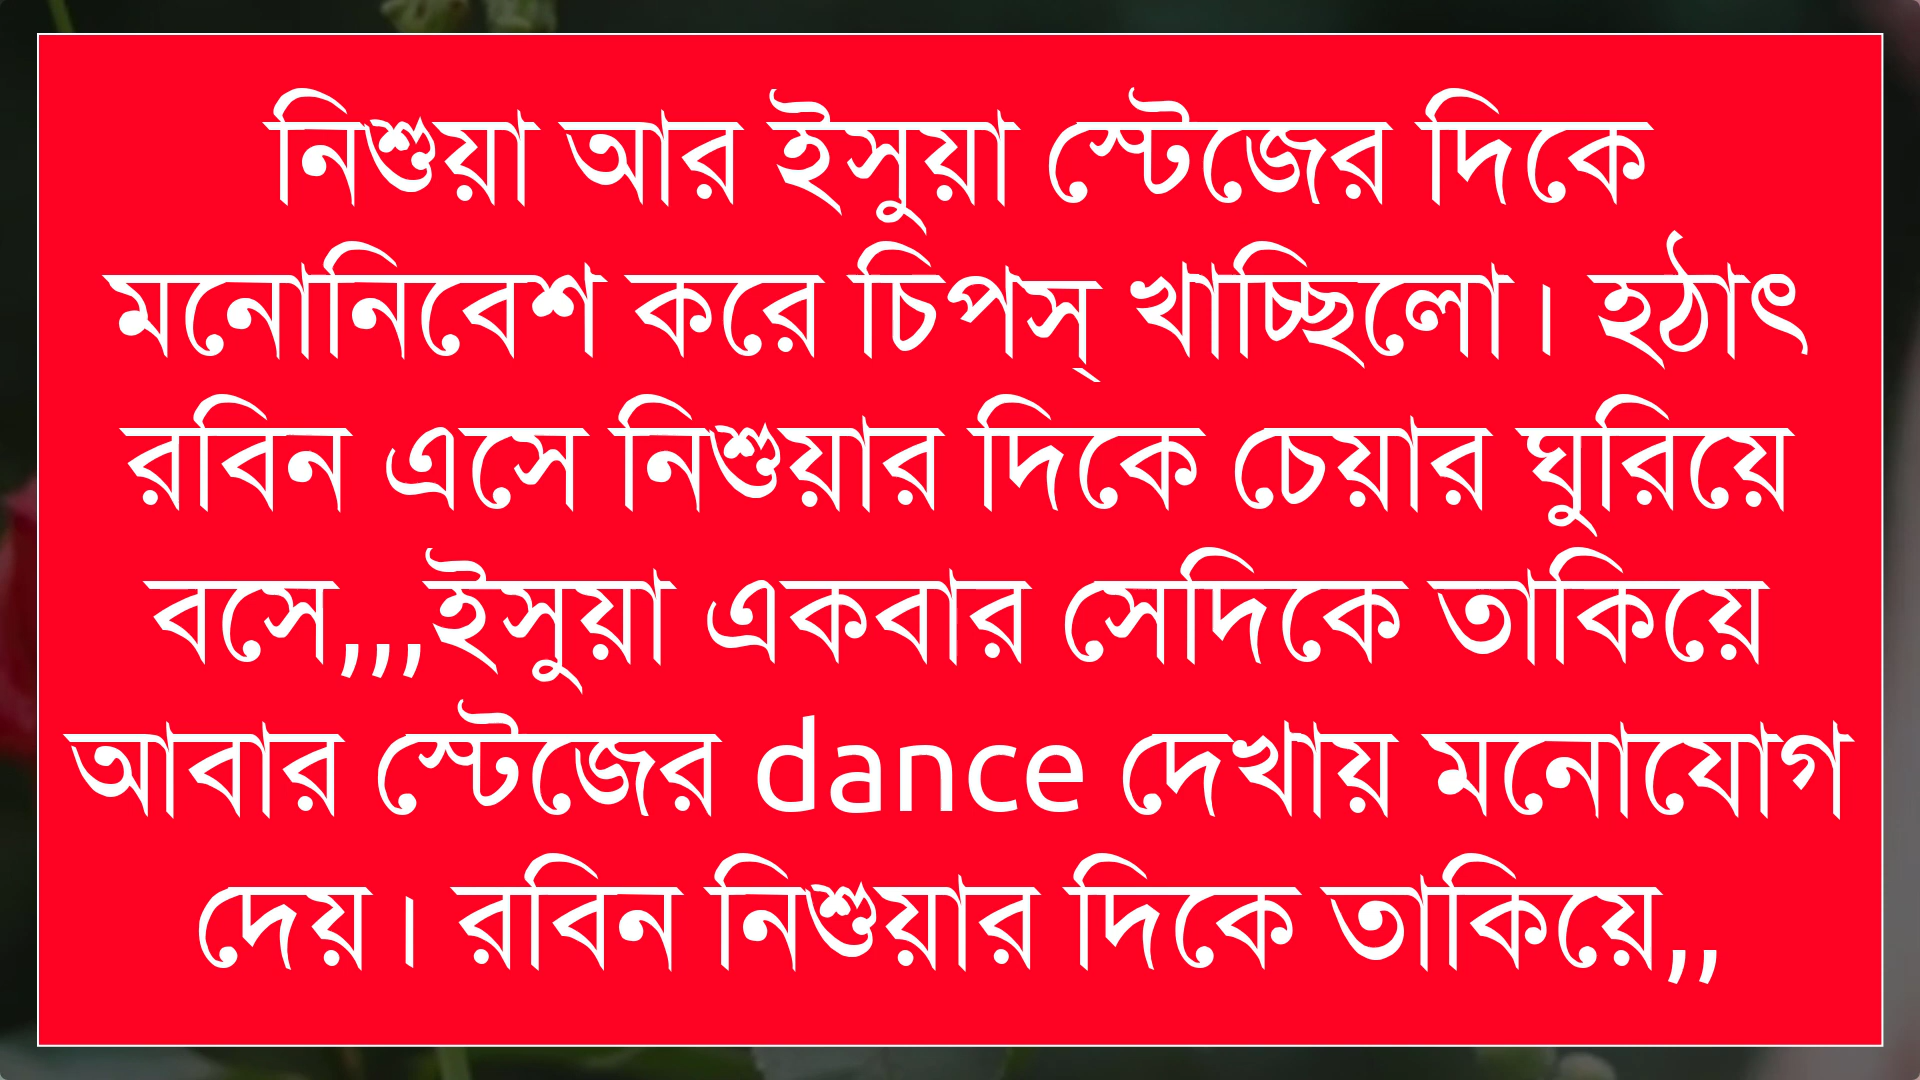 নিশুয়া আর ইসুয়া স্টেজের দিকে
মনোনিবেশ করে চিপস্ খাচ্ছিলো। হঠাৎ
রবিন এসে নিশুয়ার দিকে চেয়ার ঘুরিয়ে
বসে,,,ইসুয়া একবার সেদিকে তাকিয়ে
আবার স্টেজের dance দেখায় মনোযোগ
দেয়। রবিন নিশুয়ার দিকে তাকিয়ে,,